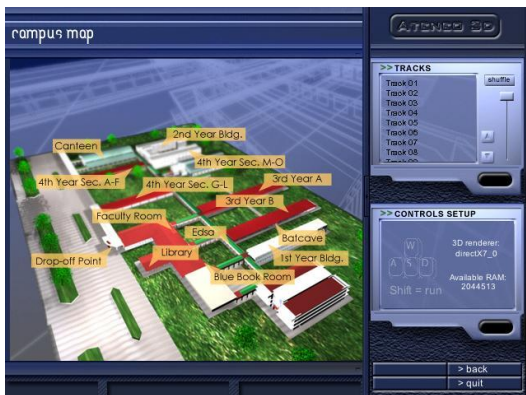 campus map
ATENEO 3D
>> TRACKS
shuffle
Track 01
Track 02
Track 03
Track 04
Track 05
Track 06
Track 07
Track 08
2nd Year Bldg.
Canteen
4th Year Sec. M-O
4th Year Sec. A-F
4th Year Sec. G-L
3rd Year A
3rd Year B
Faculty Room
Edsa
Batcave
Drop-off Point
Library
1st Year Bldg.
Blue Book Room
>> CONTROLS SETUP
W
A S D
Shift = run
3D renderer:
directX7_0
Available RAM:
2044513
> back
> quit